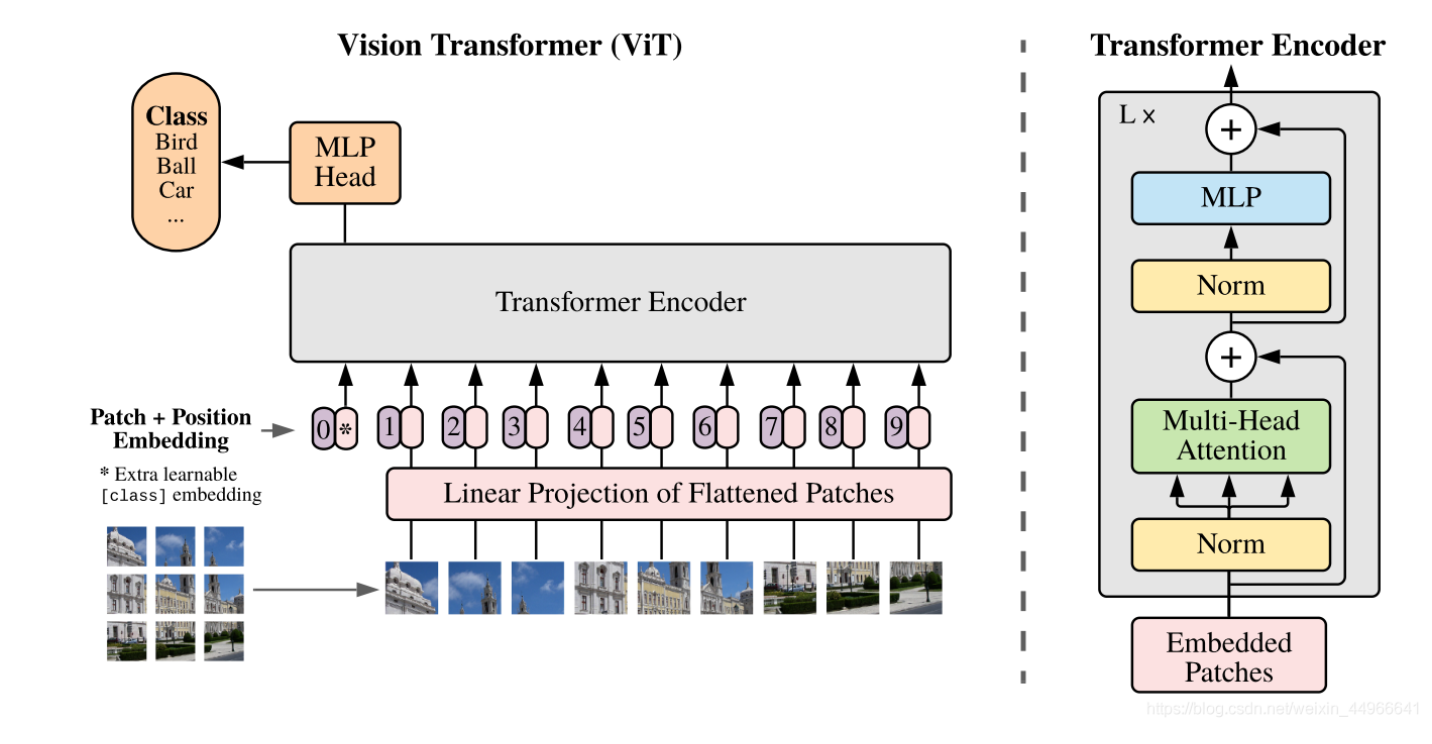 Vision Transformer (ViT)
Class
Bird
Ball
Car
...
MLP
Head
Transformer Encoder
Patch + Position
Embedding
0 * 1 2 3 4 5 6 7 8 9
* Extra learnable
[class] embedding
Linear Projection of Flattened Patches
Transformer Encoder
L ×
+
MLP
Norm
+
Multi-Head
Attention
Norm
Embedded
Patches
https://blog.csdn.net/weixin_44966641